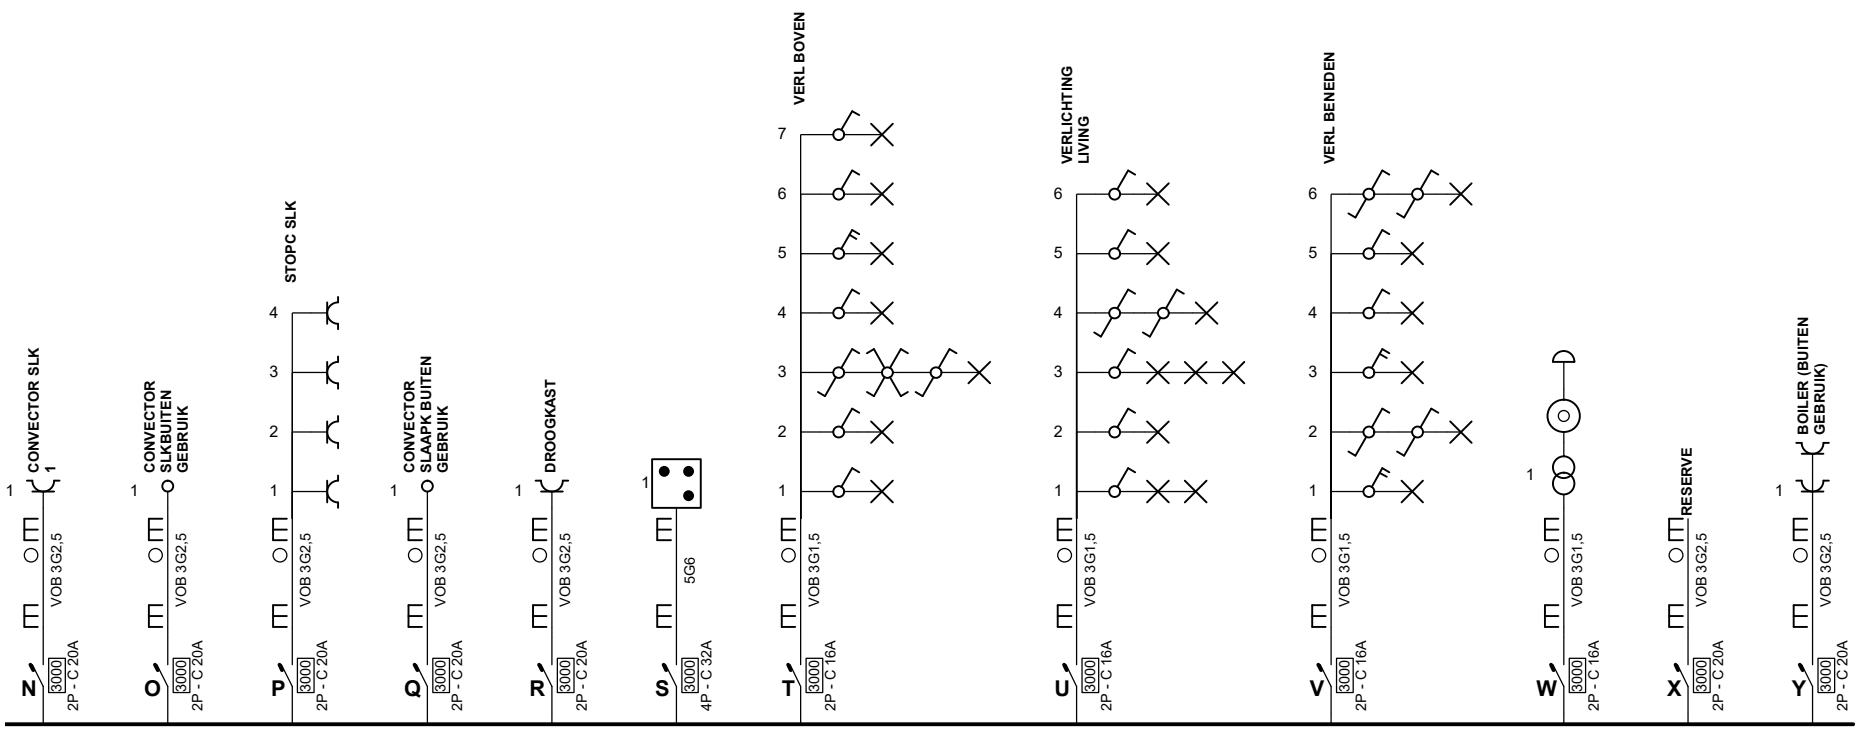 CONVECTOR SLK
1
1
VOB 3G2,5
N
3000
2P - C 20A
CONVECTOR
SLKBUITEN
GEBRUIK
1
VOB 3G2,5
O
3000
2P - C 20A
STOPC SLK
4
3
2
1
VOB 3G2,5
P
3000
2P - C 20A
CONVECTOR
SLAAPK BUITEN
GEBRUIK
1
VOB 3G2,5
Q
3000
2P - C 20A
DROOGKAST
1
VOB 3G2,5
R
3000
2P - C 20A
1
5G6
S
3000
4P - C 32A
VERL BOVEN
7
6
5
4
3
2
1
VOB 3G1,5
T
3000
2P - C 16A
VERLICHTING
LIVING
6
5
4
3
2
1
VOB 3G1,5
U
3000
2P - C 16A
VERL BENEDEN
6
5
4
3
2
1
VOB 3G1,5
V
3000
2P - C 16A
1
VOB 3G1,5
W
3000
2P - C 16A
RESERVE
VOB 3G2,5
X
3000
2P - C 20A
BOILER (BUITEN
GEBRUIK)
1
VOB 3G2,5
Y
3000
2P - C 20A